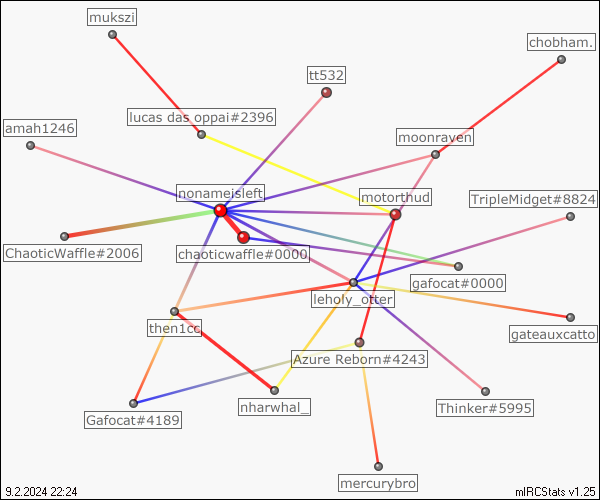 mukszi
chobham.
tt532
lucas das oppai#2396
amah1246
moonraven
nonameisleft
motorthud
TripleMidget#8824
ChaoticWaffle#2006
chaoticwaffle#0000
gafocat#0000
leholy_otter
then1cc
gateauxcatto
Azure Reborn#4243
nharwhal_
Thinker#5995
Gafocat#4189
mercurybro
9.2.2024 22:24
mIRCStats v1.25